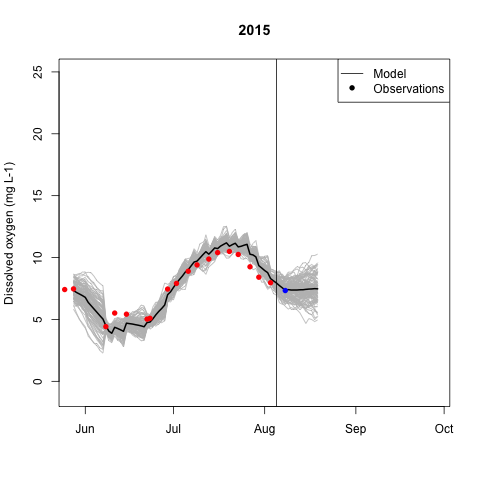 2015
Model
Observations
Dissolved oxygen (mg L-1)
25
20
15
10
5
0
Jun
Jul
Aug
Sep
Oct